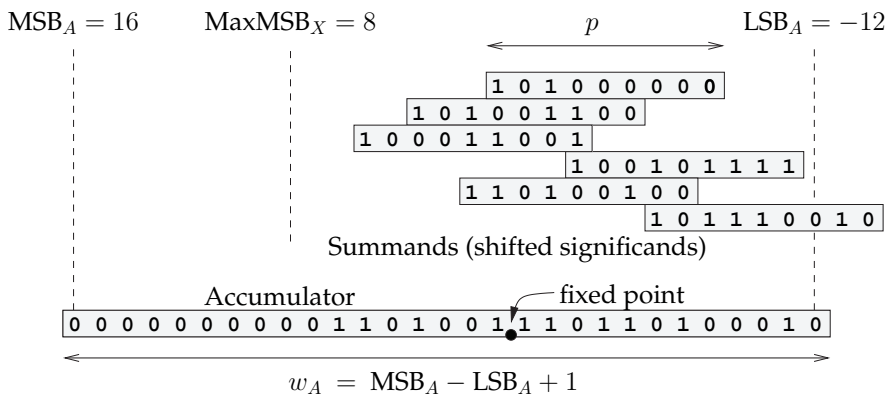 MSB_A = 16 MaxMSB_X = 8 p LSB_A = −12
1 0 1 0 0 0 0 0 0
1 0 1 0 0 1 1 0 0
1 0 0 0 1 1 0 0 1
1 0 0 1 0 1 1 1 1
1 1 0 1 0 0 1 0 0
1 0 1 1 1 0 0 1 0
Summands (shifted significands)
Accumulator fixed point
0 0 0 0 0 0 0 0 0 0 1 1 0 1 0 0 1 1 1 0 1 1 0 1 0 0 0 1 0
w_A = MSB_A − LSB_A + 1